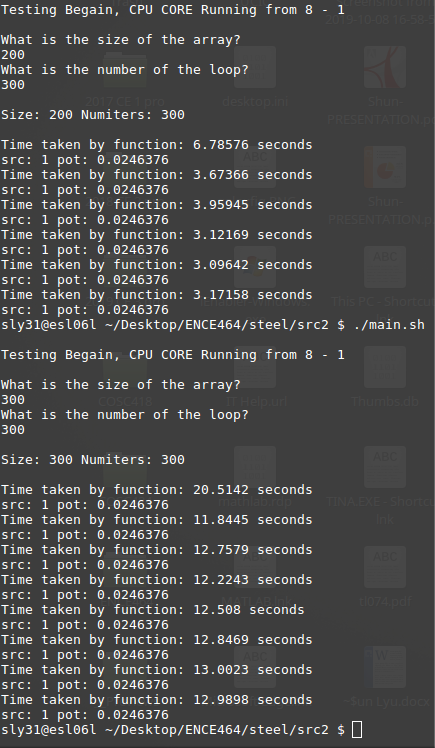 Testing Begain, CPU CORE Running from 8 - 1
What is the size of the array?
200
What is the number of the loop?
300
Size: 200 Numiters: 300
Time taken by function: 6.78576 seconds
src: 1 pot: 0.0246376
Time taken by function: 3.67366 seconds
src: 1 pot: 0.0246376
Time taken by function: 3.95945 seconds
src: 1 pot: 0.0246376
Time taken by function: 3.12169 seconds
src: 1 pot: 0.0246376
Time taken by function: 3.09642 seconds
src: 1 pot: 0.0246376
Time taken by function: 3.17158 seconds
src: 1 pot: 0.0246376
sly31@esl06l ~/Desktop/ENCE464/steel/src2 $ ./main.sh
Testing Begain, CPU CORE Running from 8 - 1
What is the size of the array?
300
What is the number of the loop?
300
Size: 300 Numiters: 300
Time taken by function: 20.5142 seconds
src: 1 pot: 0.0246376
Time taken by function: 11.8445 seconds
src: 1 pot: 0.0246376
Time taken by function: 12.7579 seconds
src: 1 pot: 0.0246376
Time taken by function: 12.2243 seconds
src: 1 pot: 0.0246376
Time taken by function: 12.508 seconds
src: 1 pot: 0.0246376
Time taken by function: 12.8469 seconds
src: 1 pot: 0.0246376
Time taken by function: 13.0023 seconds
src: 1 pot: 0.0246376
Time taken by function: 12.9898 seconds
src: 1 pot: 0.0246376
sly31@esl06l ~/Desktop/ENCE464/steel/src2 $